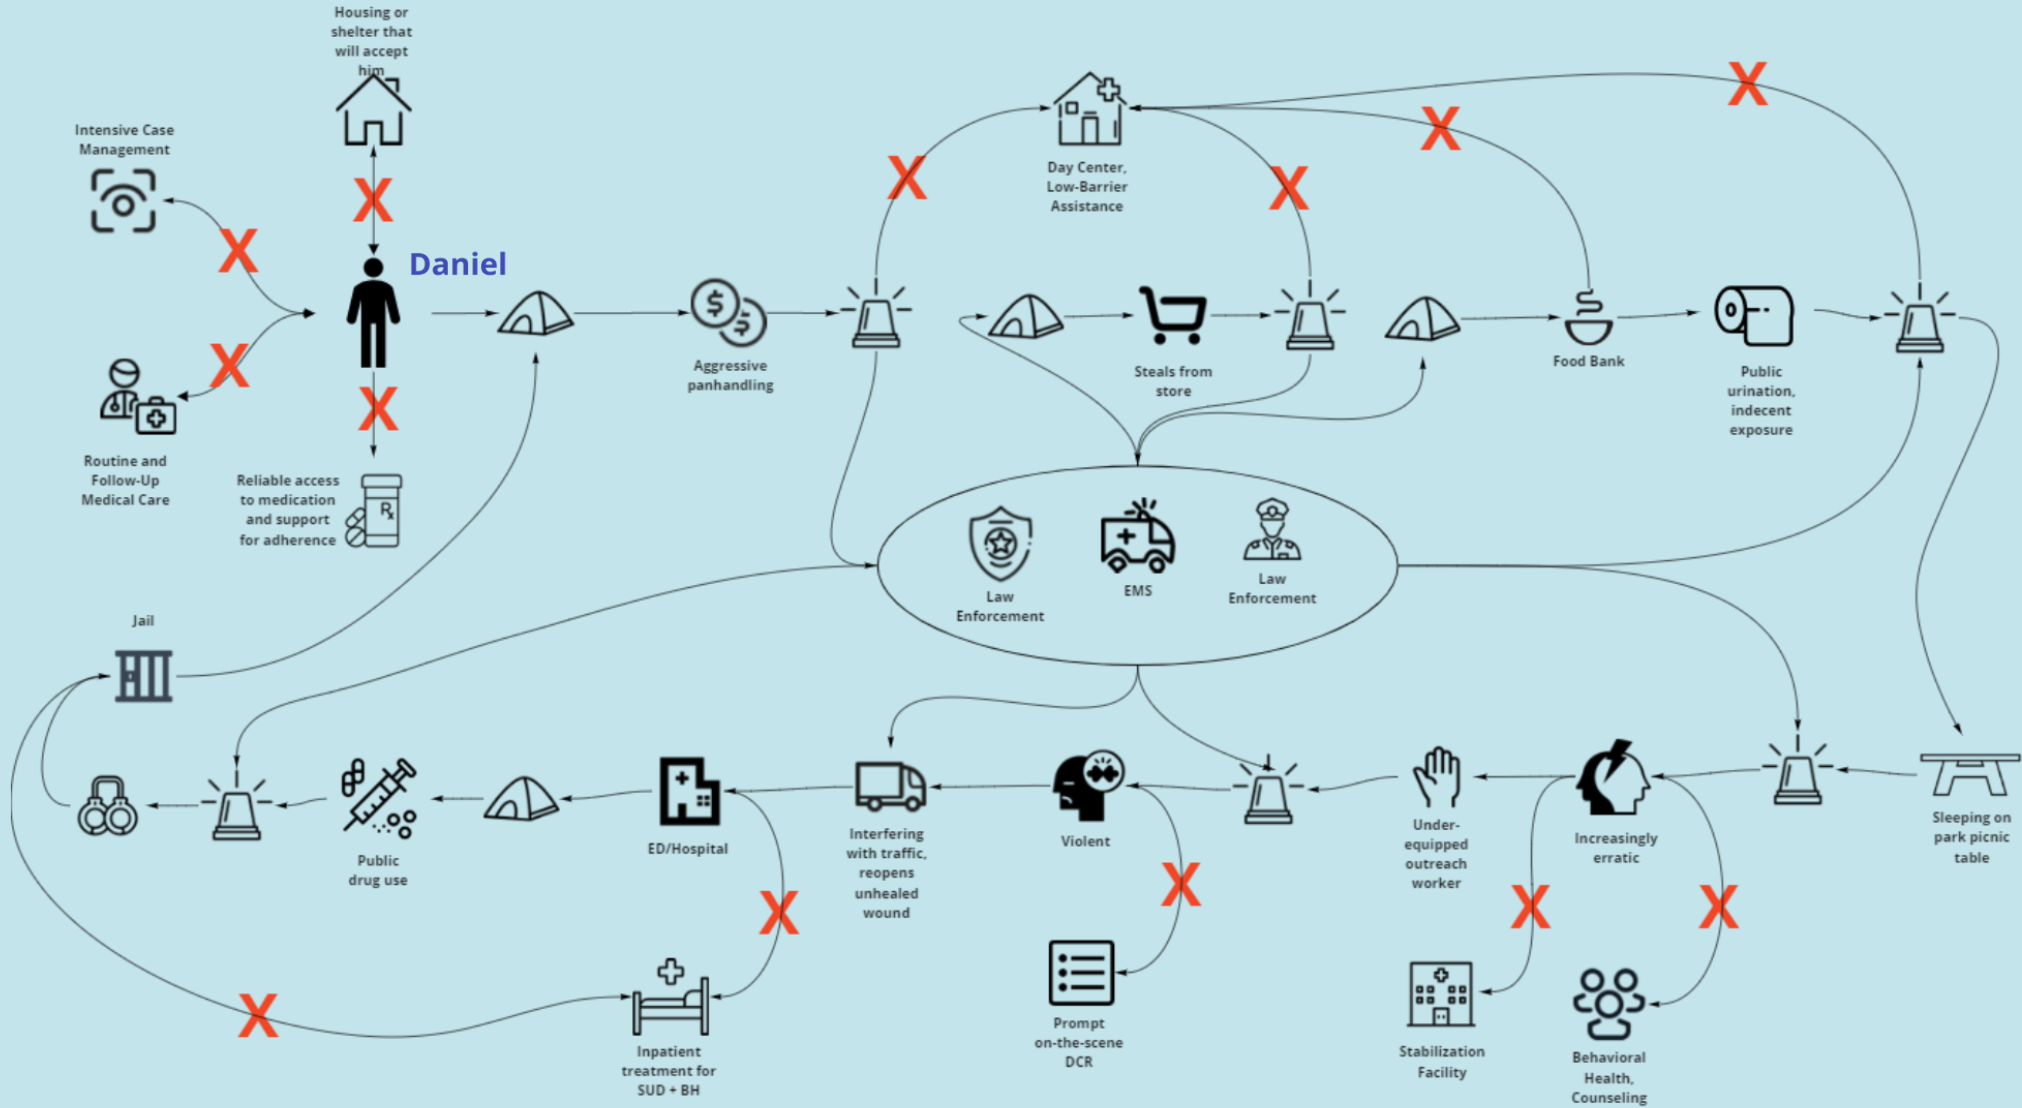 Housing or
shelter that
will accept
him
Intensive Case
Management
Daniel
Day Center,
Low-Barrier
Assistance
$
$
Aggressive
panhandling
Steals from
store
Food Bank
Public
urination,
indecent
exposure
Routine and
Follow-Up
Medical Care
Reliable access
to medication
and support
for adherence
Rx
Law
Enforcement
EMS
Law
Enforcement
Jail
Public
drug use
ED/Hospital
Interfering
with traffic,
reopens
unhealed
wound
Violent
Under-
equipped
outreach
worker
Increasingly
erratic
Sleeping on
park picnic
table
Inpatient
treatment for
SUD + BH
Prompt
on-the-scene
DCR
Stabilization
Facility
Behavioral
Health,
Counseling